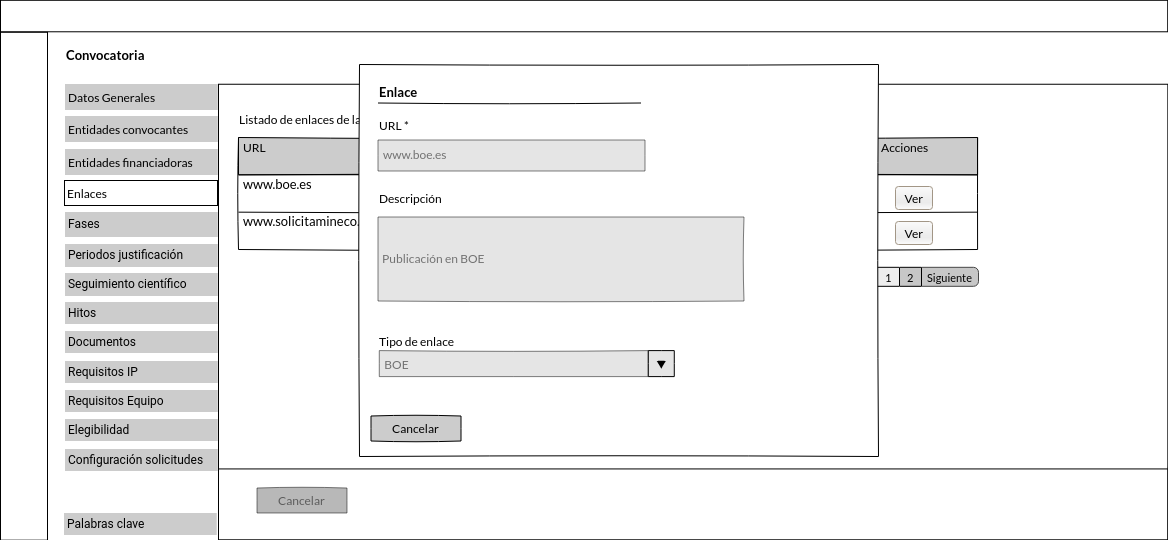 Convocatoria
Datos Generales
Entidades convocantes
Entidades financiadoras
Enlaces
Fases
Periodos justificación
Seguimiento científico
Hitos
Documentos
Requisitos IP
Requisitos Equipo
Elegibilidad
Configuración solicitudes
Palabras clave
Listado de enlaces de la
URL
Acciones
www.boe.es
Ver
www.solicitamineco.
Ver
1 2 Siguiente
Enlace
URL *
www.boe.es
Descripción
Publicación en BOE
Tipo de enlace
BOE
Cancelar
Cancelar